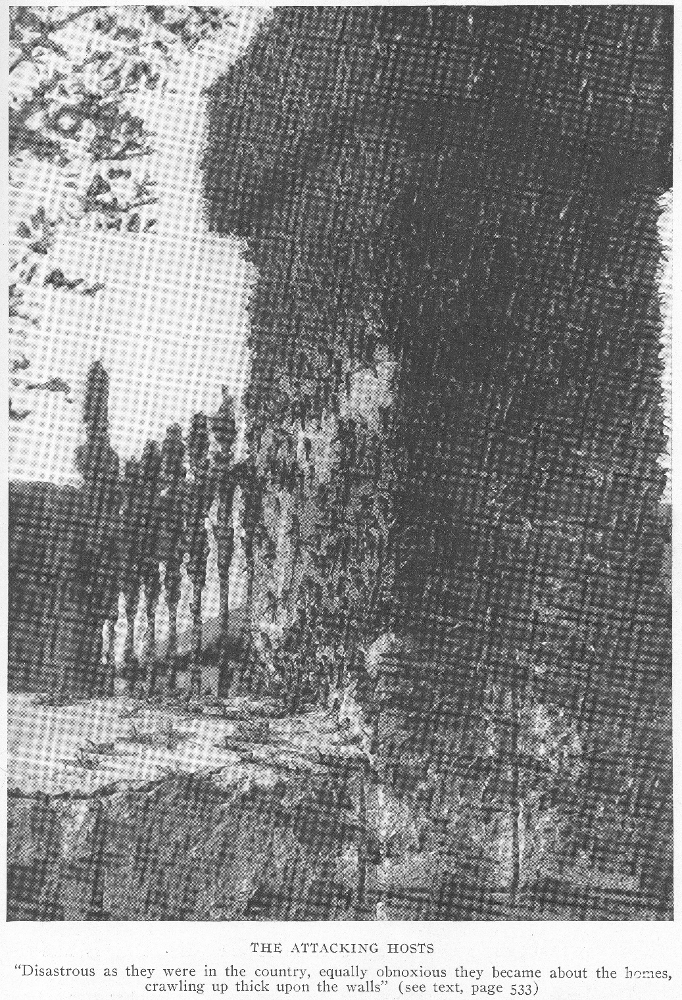 THE ATTACKING HOSTS
“Disastrous as they were in the country, equally obnoxious they became about the homes,
crawling up thick upon the walls” (see text, page 533)